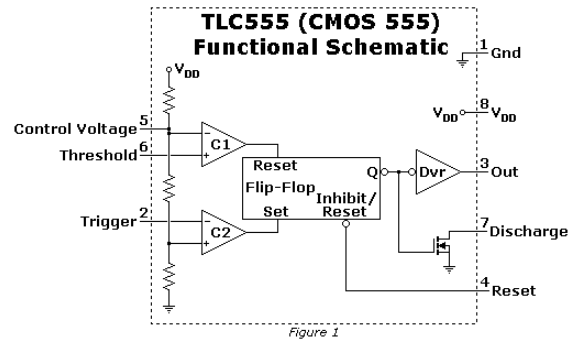 TLC555 (CMOS 555)
Functional Schematic
1 Gnd
VDD
8
VDD VDD
5
Control Voltage
6
Threshold
C1
Reset
Flip-Flop
Inhibit/
Reset
Set
Q
Dvr
3
Out
2
Trigger
C2
7
Discharge
4
Reset
Figure 1